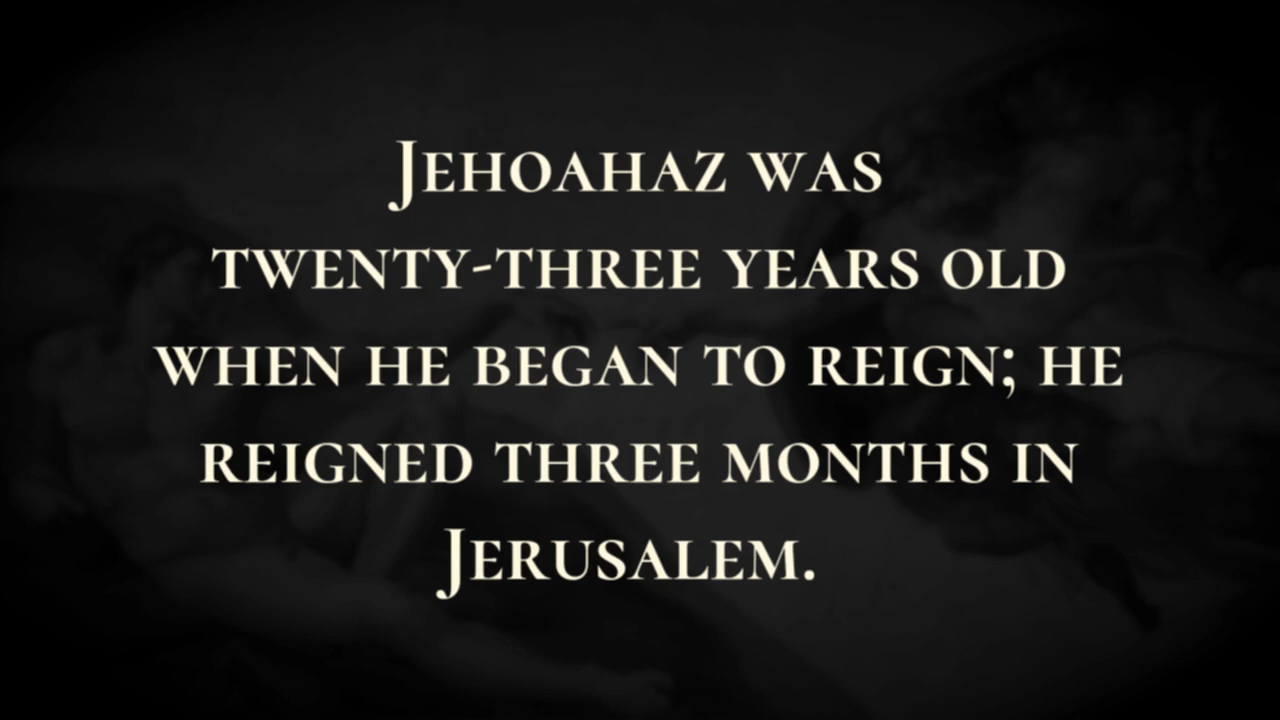 Jehoahaz was
twenty-three years old
when he began to reign; he
reigned three months in
Jerusalem.